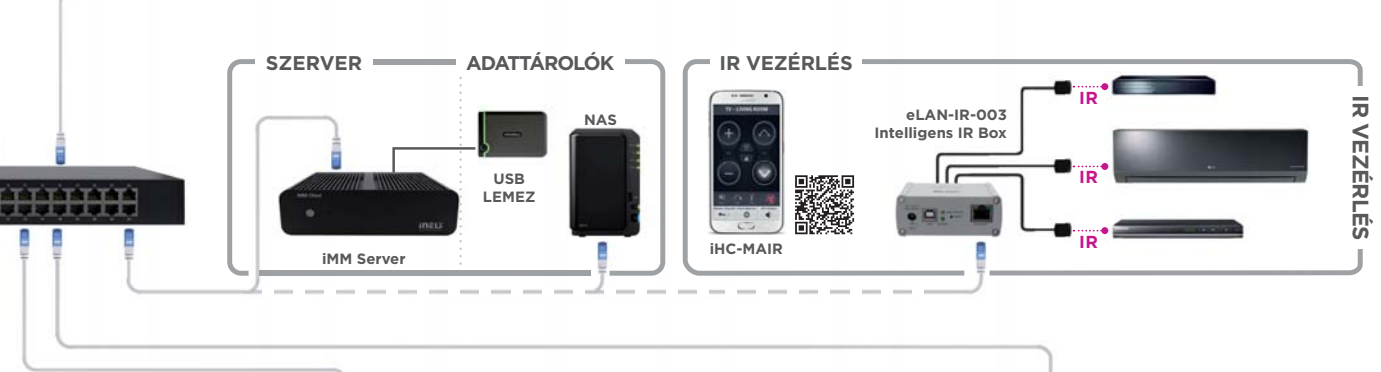 SZERVER
ADATTÁROLÓK
iMM Server
USB
LEMEZ
NAS
iNELS
IR VEZÉRLÉS
TV - LIVING ROOM
iHC-MAIR
eLAN-IR-003
Intelligens IR Box
IR
IR
IR
IR VEZÉRLÉS